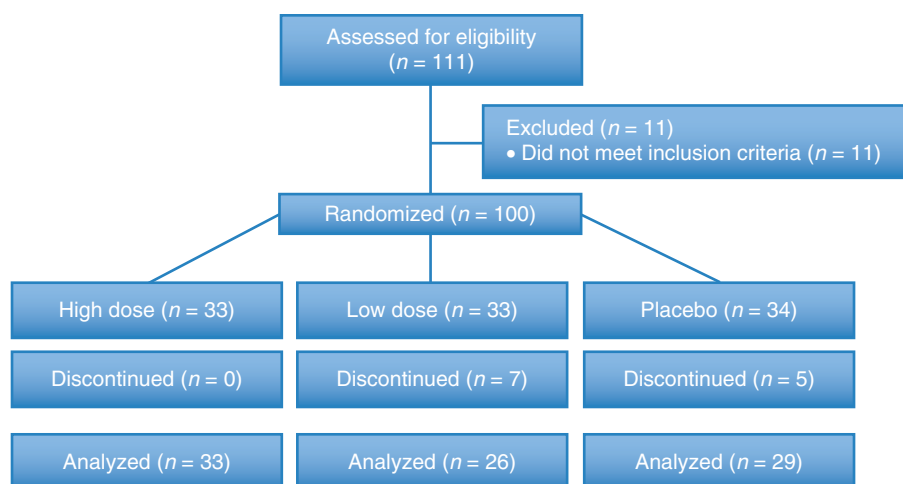 Assessed for eligibility
(n = 111)
Excluded (n = 11)
• Did not meet inclusion criteria (n = 11)
Randomized (n = 100)
High dose (n = 33)
Low dose (n = 33)
Placebo (n = 34)
Discontinued (n = 0)
Discontinued (n = 7)
Discontinued (n = 5)
Analyzed (n = 33)
Analyzed (n = 26)
Analyzed (n = 29)